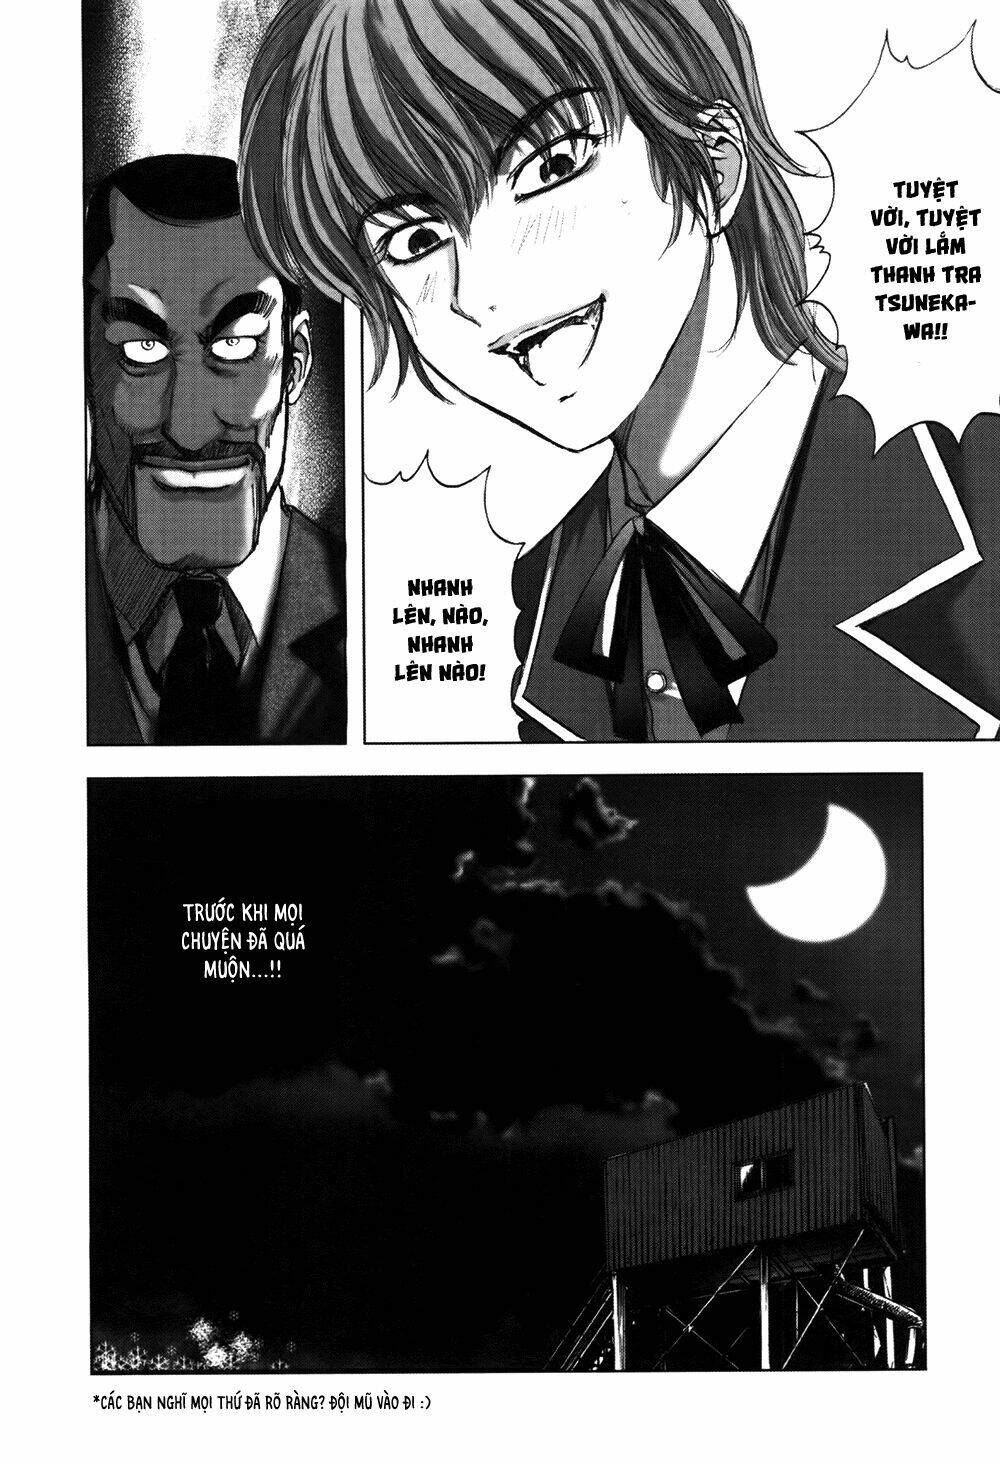 TUYỆT
VỜI, TUYỆT
VỜI LẮM
THANH TRA
TSUNEKA-
WA!!
NHANH
LÊN, NÀO,
NHANH
LÊN NÀO!
TRƯỚC KHI MỌI
CHUYỆN ĐÃ QUÁ
MUỘN...!!
*CÁC BẠN NGHĨ MỌI THỨ ĐÃ RÕ RÀNG? ĐỘI MŨ VÀO ĐI :)